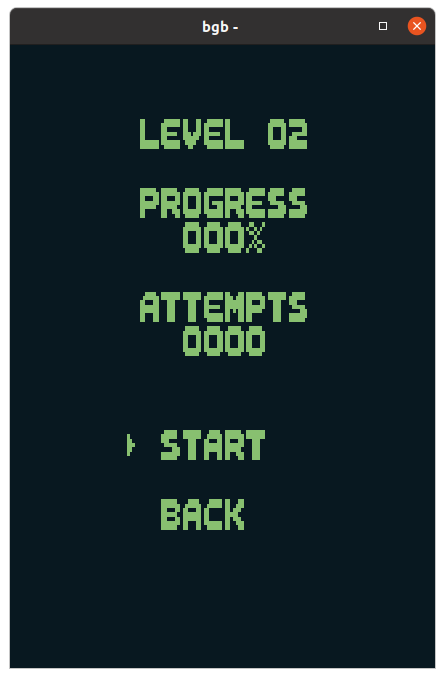 bgb -
LEVEL 02
PROGRESS
000%
ATTEMPTS
0000
START
BACK